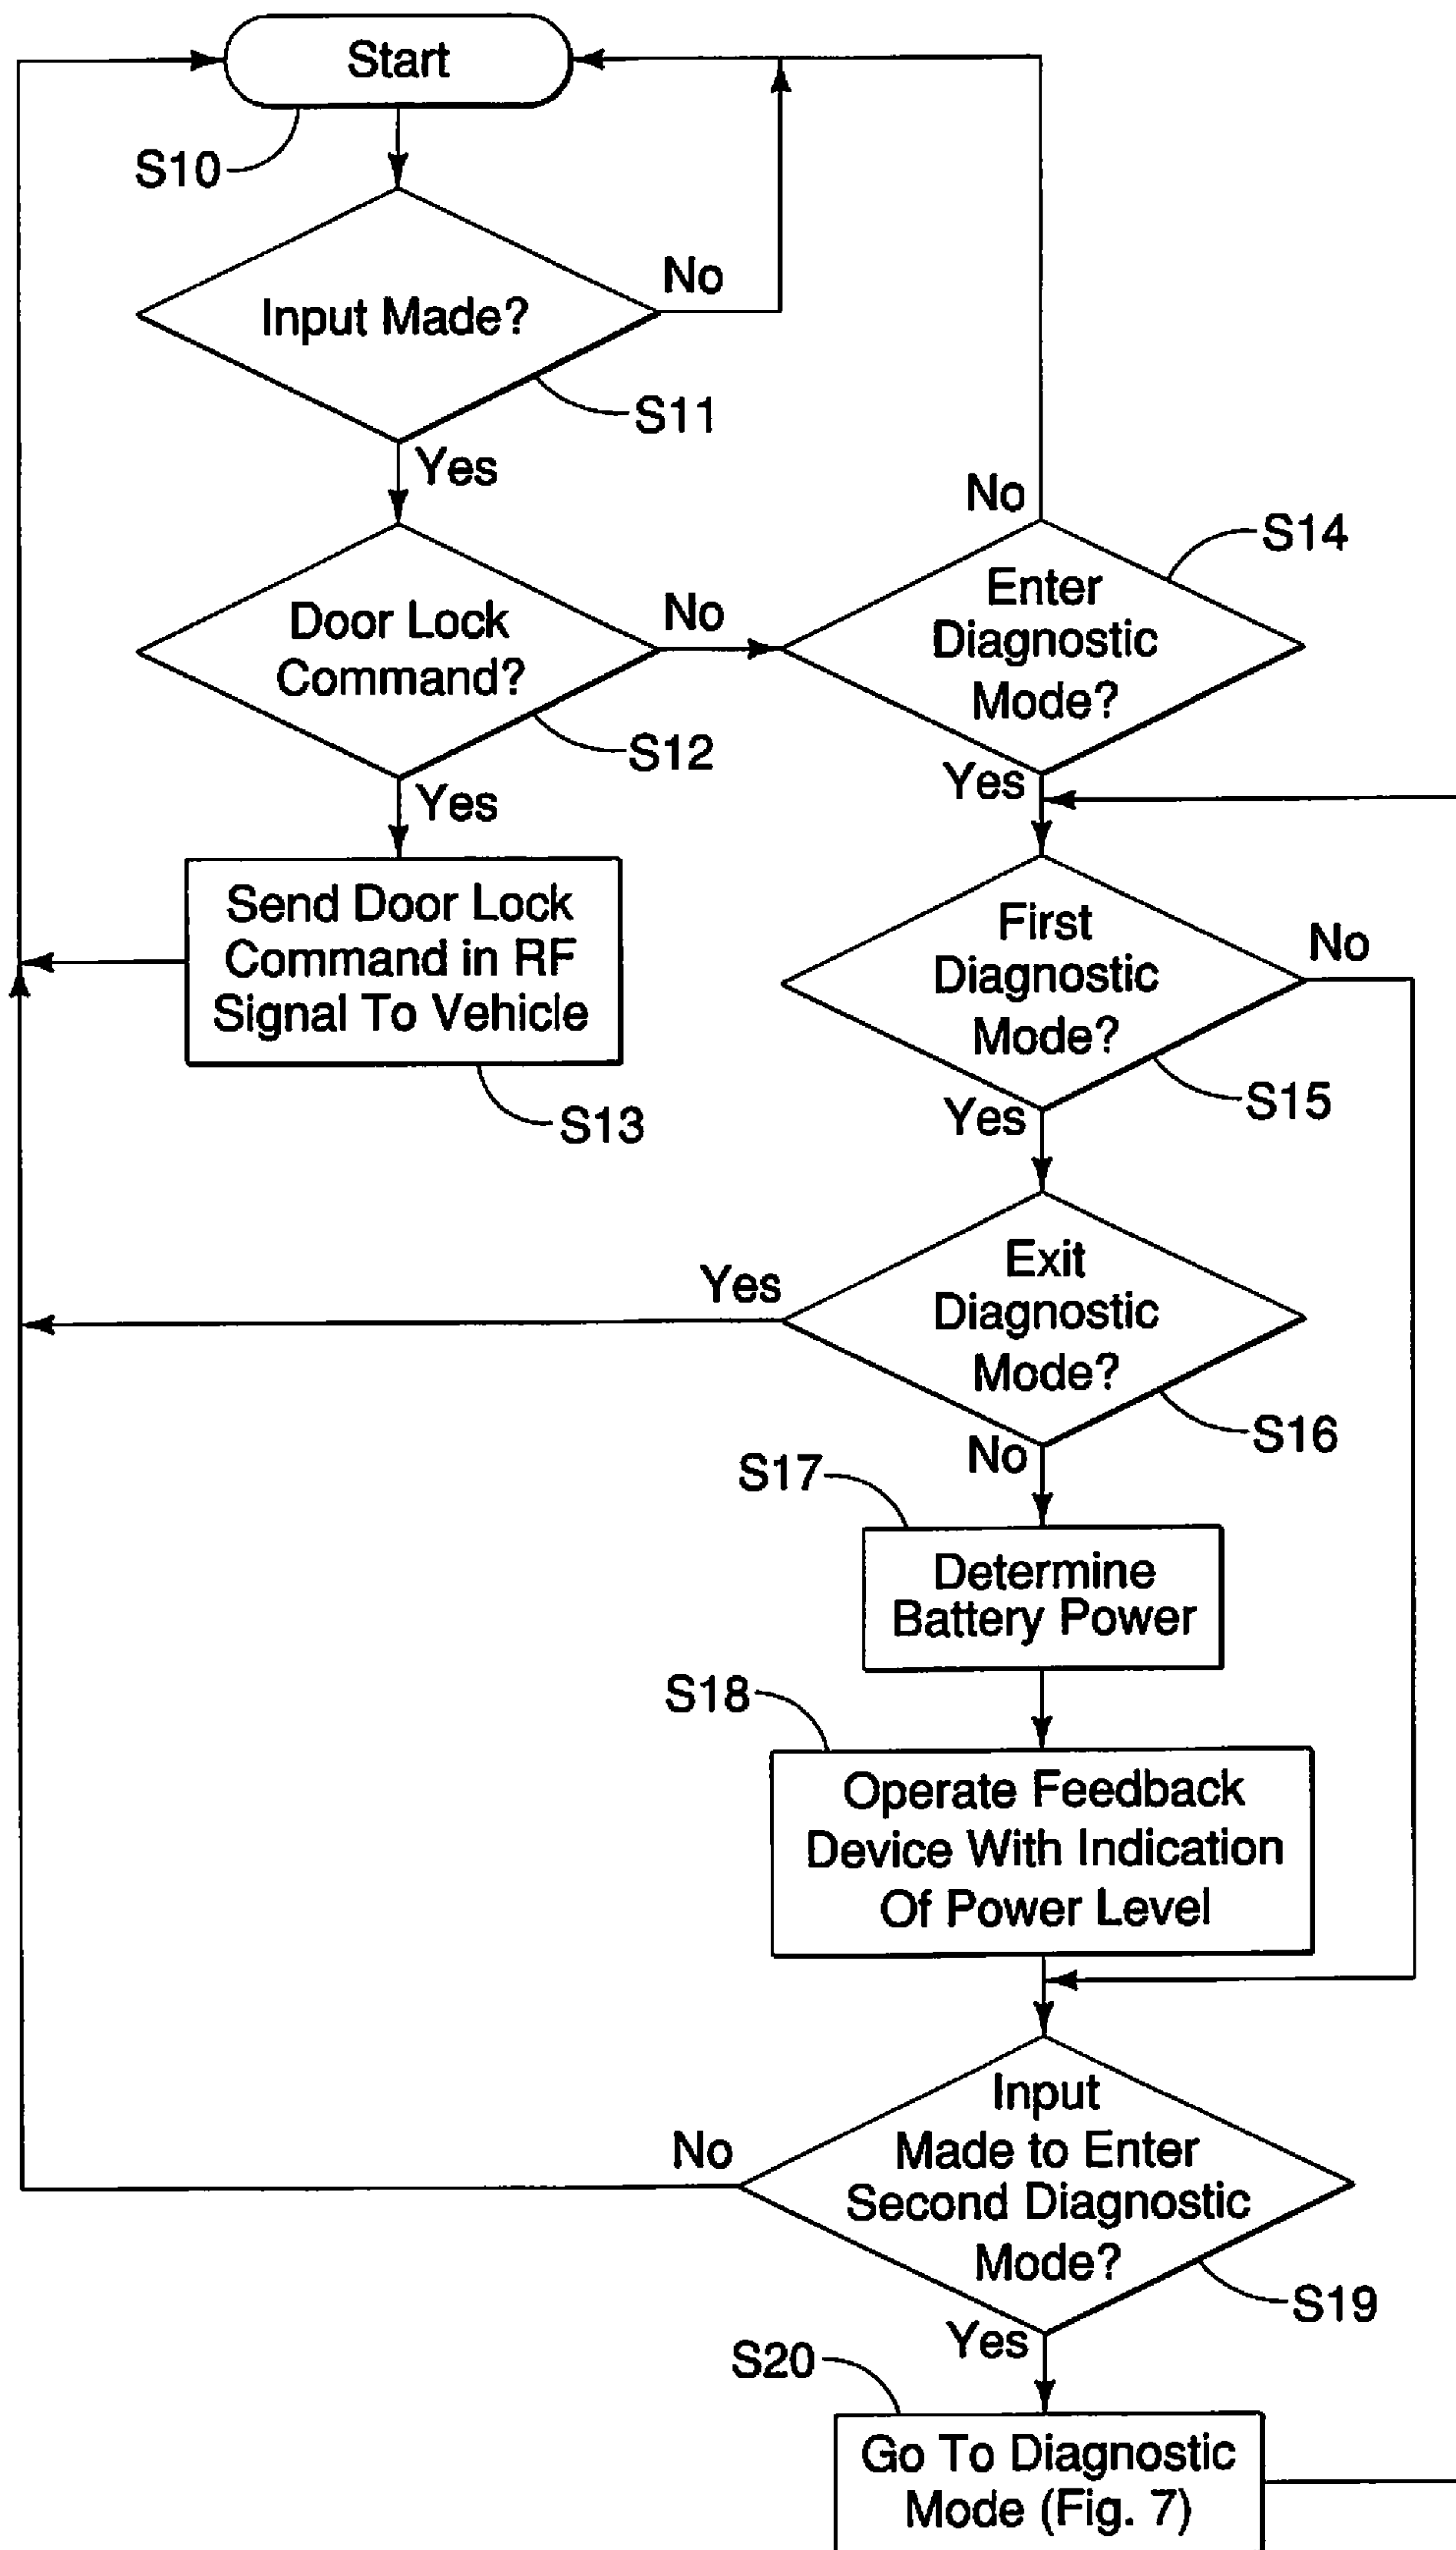 Start
S10
Input Made?
No
S11
Yes
Door Lock
Command?
No
S12
Yes
Send Door Lock
Command in RF
Signal To Vehicle
S13
No
Enter
Diagnostic
Mode?
S14
Yes
First
Diagnostic
Mode?
No
S15
Yes
Exit
Diagnostic
Mode?
Yes
S16
No
S17
Determine
Battery Power
S18
Operate Feedback
Device With Indication
Of Power Level
Input
Made to Enter
Second Diagnostic
Mode?
No
S19
Yes
S20
Go To Diagnostic
Mode (Fig. 7)